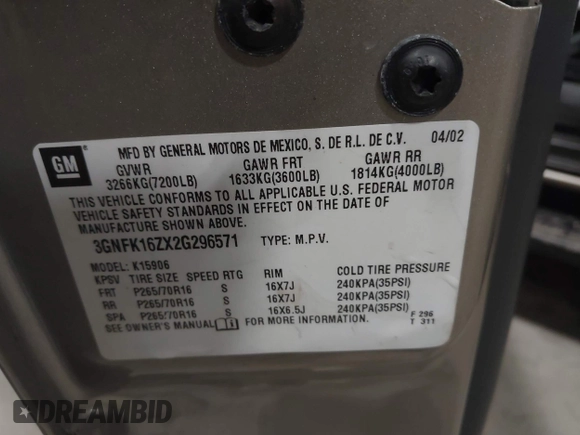 GM
MFD BY GENERAL MOTORS DE MEXICO, S. DE R.L. DE C.V. 04/02
GVWR GAWR FRT GAWR RR
3266KG(7200LB) 1633KG(3600LB) 1814KG(4000LB)
THIS VEHICLE CONFORMS TO ALL APPLICABLE U.S. FEDERAL MOTOR
VEHICLE SAFETY STANDARDS IN EFFECT ON THE DATE OF
MANUFACTURE SHOWN ABOVE.
3GNFK16ZX2G296571 TYPE: M.P.V.
MODEL: K15906
KPSV TIRE SIZE SPEED RTG RIM COLD TIRE PRESSURE
FRT P265/70R16 S 16X7J 240KPA(35PSI)
RR P265/70R16 S 16X7J 240KPA(35PSI)
SPA P265/70R16 S 16X6.5J 240KPA(35PSI) F 296
SEE OWNER'S MANUAL FOR MORE INFORMATION. T 311
DREAMBID